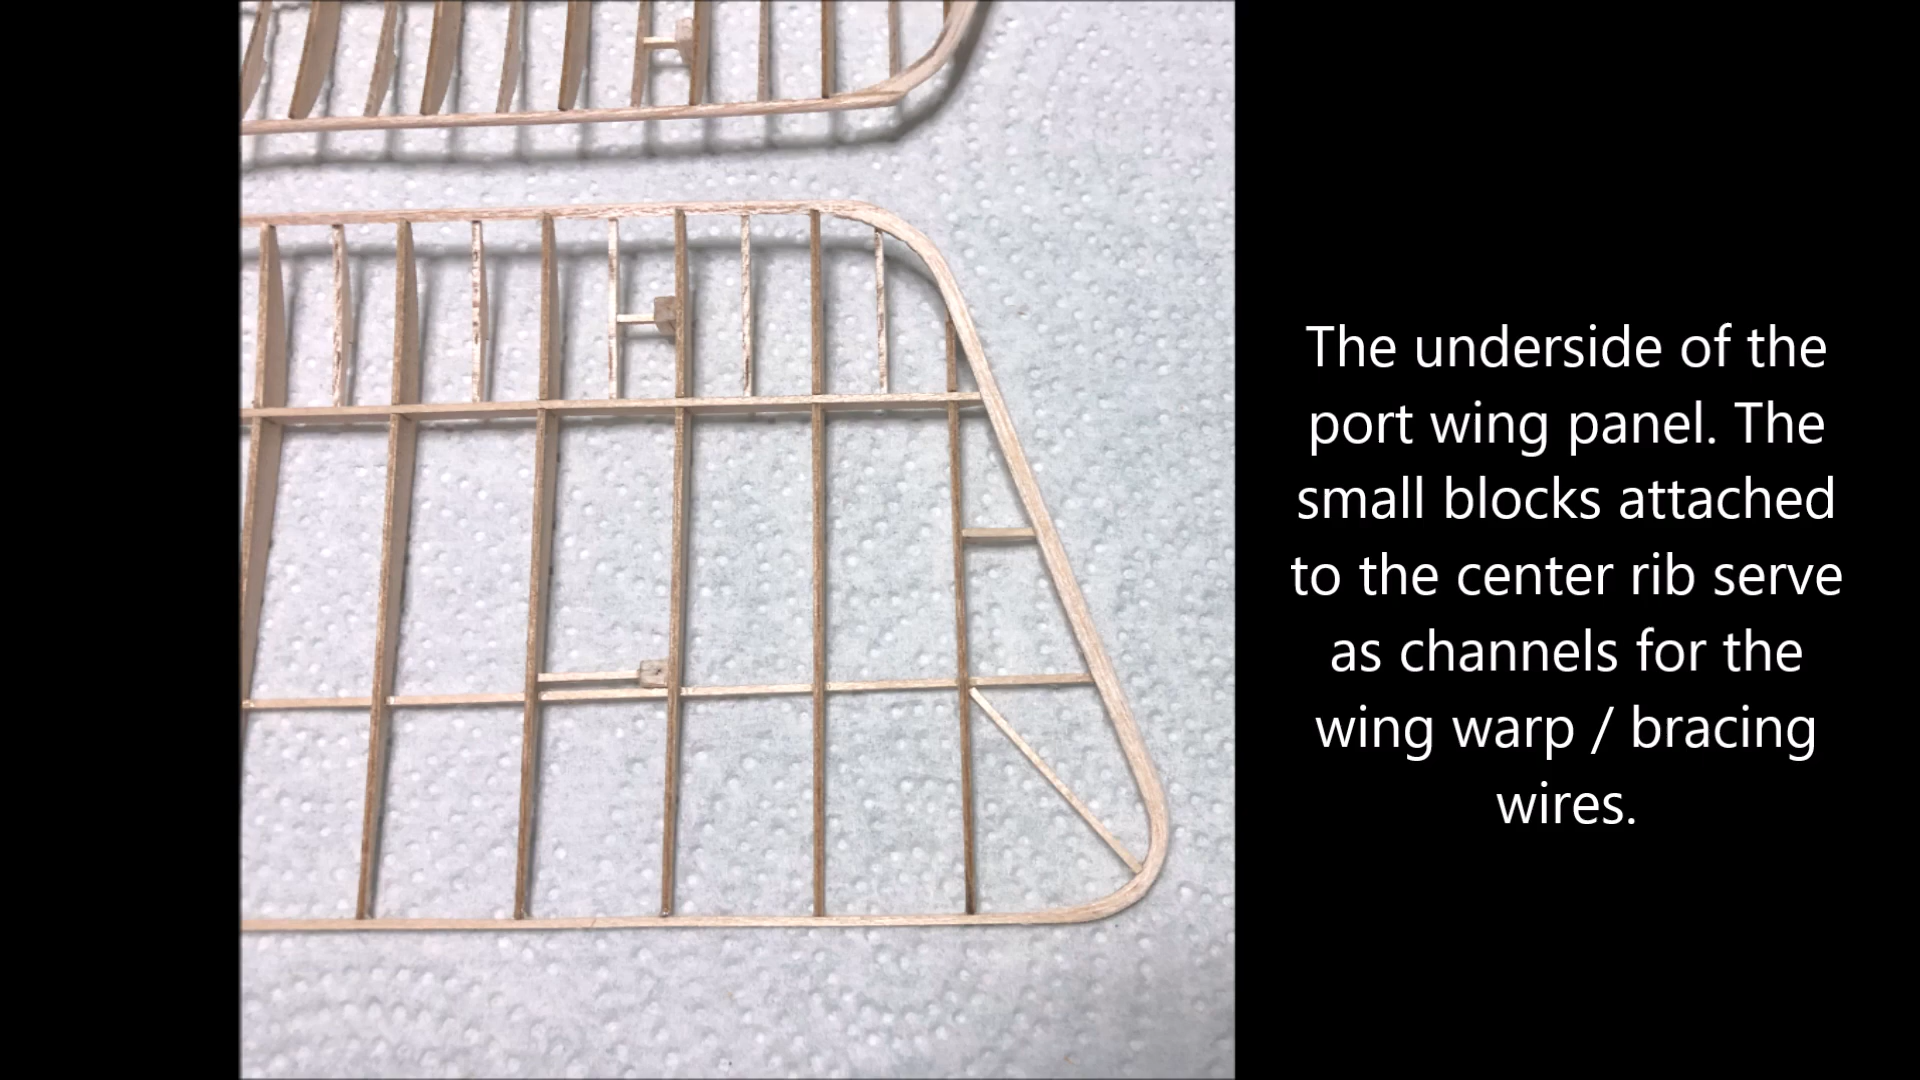 The underside of the
port wing panel. The
small blocks attached
to the center rib serve
as channels for the
wing warp / bracing
wires.